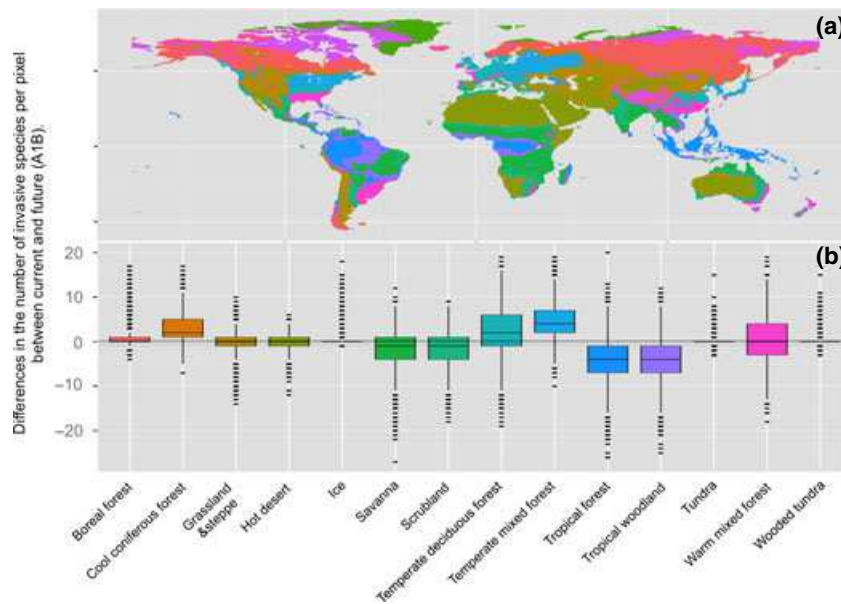 (a)
Differences in the number of invasive species per pixel
between current and future (A1B).
(b)
20
10
0
−10
−20
Boreal forest
Cool coniferous forest
Grassland
&steppe
Hot desert
Ice
Savanna
Scrubland
Temperate deciduous forest
Temperate mixed forest
Tropical forest
Tropical woodland
Tundra
Warm mixed forest
Wooded tundra